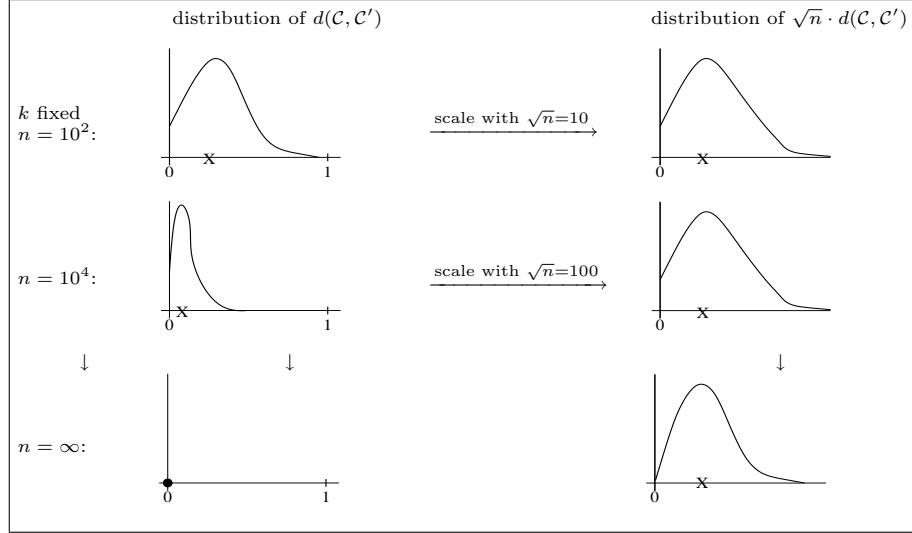 distribution of d(C, C′)
distribution of √n · d(C, C′)
k fixed
n = 10²:
scale with √n=10
X
0
1
X
0
n = 10⁴:
scale with √n=100
X
0
1
X
0
↓
↓
↓
n = ∞:
0
1
X
0